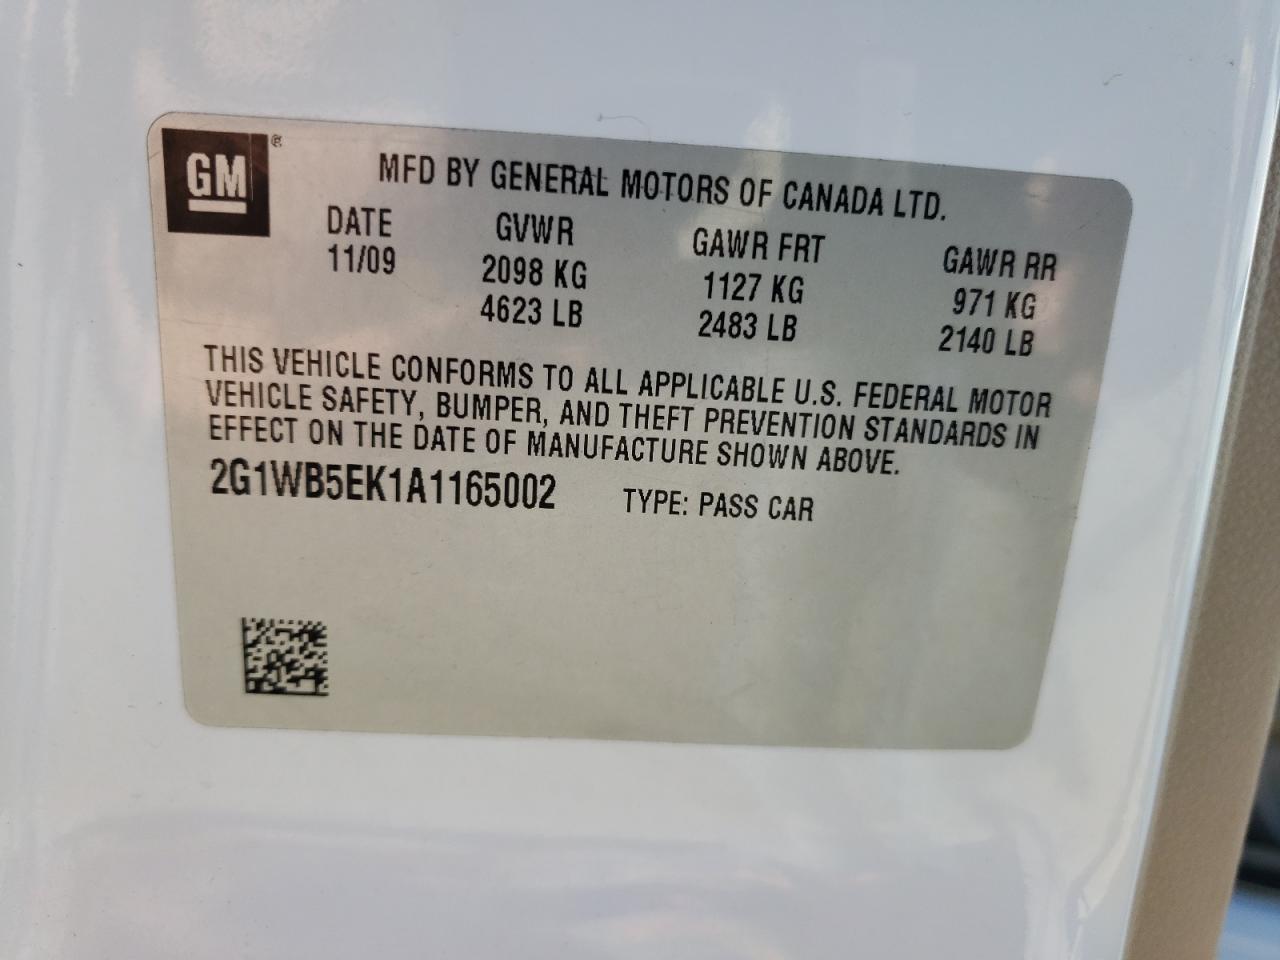 GM®
MFD BY GENERAL MOTORS OF CANADA LTD.
DATE GVWR GAWR FRT GAWR RR
11/09 2098 KG 1127 KG 971 KG
4623 LB 2483 LB 2140 LB
THIS VEHICLE CONFORMS TO ALL APPLICABLE U.S. FEDERAL MOTOR
VEHICLE SAFETY, BUMPER, AND THEFT PREVENTION STANDARDS IN
EFFECT ON THE DATE OF MANUFACTURE SHOWN ABOVE.
2G1WB5EK1A1165002 TYPE: PASS CAR